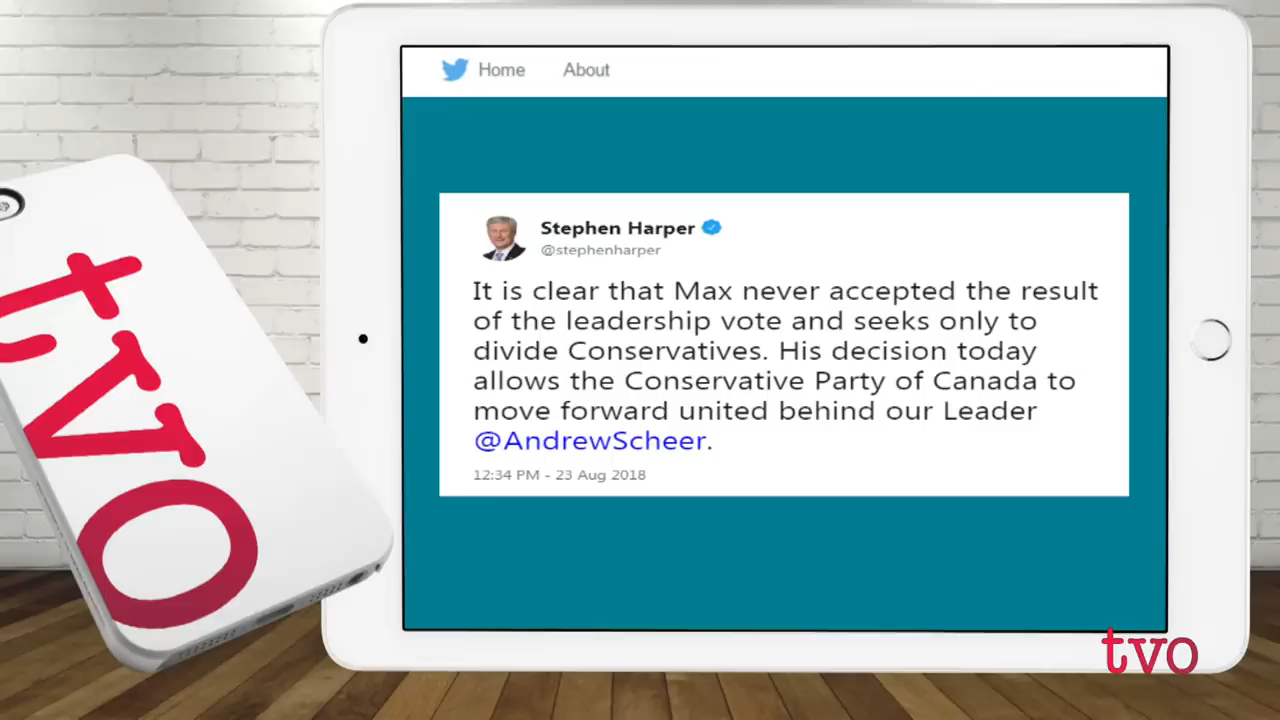 Home About
Stephen Harper
@stephenharper
It is clear that Max never accepted the result
of the leadership vote and seeks only to
divide Conservatives. His decision today
allows the Conservative Party of Canada to
move forward united behind our Leader
@AndrewScheer.
12:34 PM - 23 Aug 2018
tvo
tvo